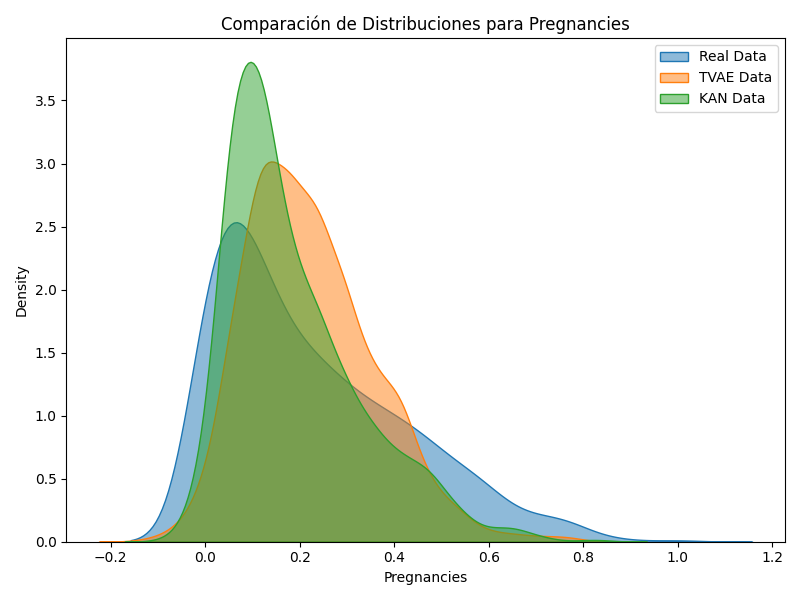 Comparación de Distribuciones para Pregnancies
Real Data
TVAE Data
KAN Data
3.5
3.0
2.5
2.0
1.5
1.0
0.5
0.0
Density
−0.2 0.0 0.2 0.4 0.6 0.8 1.0 1.2
Pregnancies